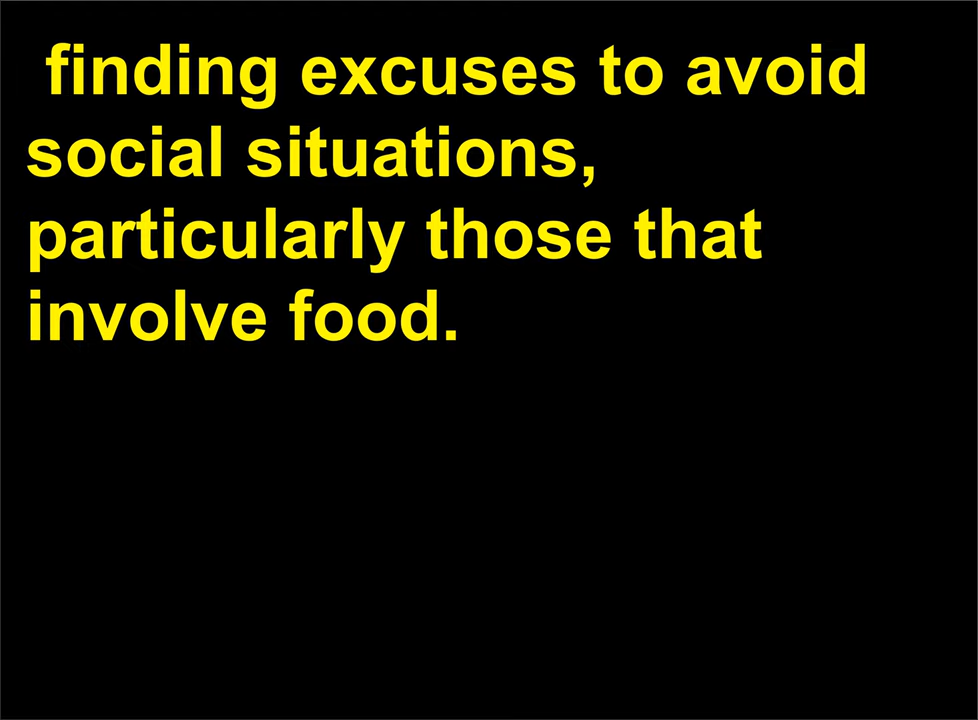 finding excuses to avoid
social situations,
particularly those that
involve food.